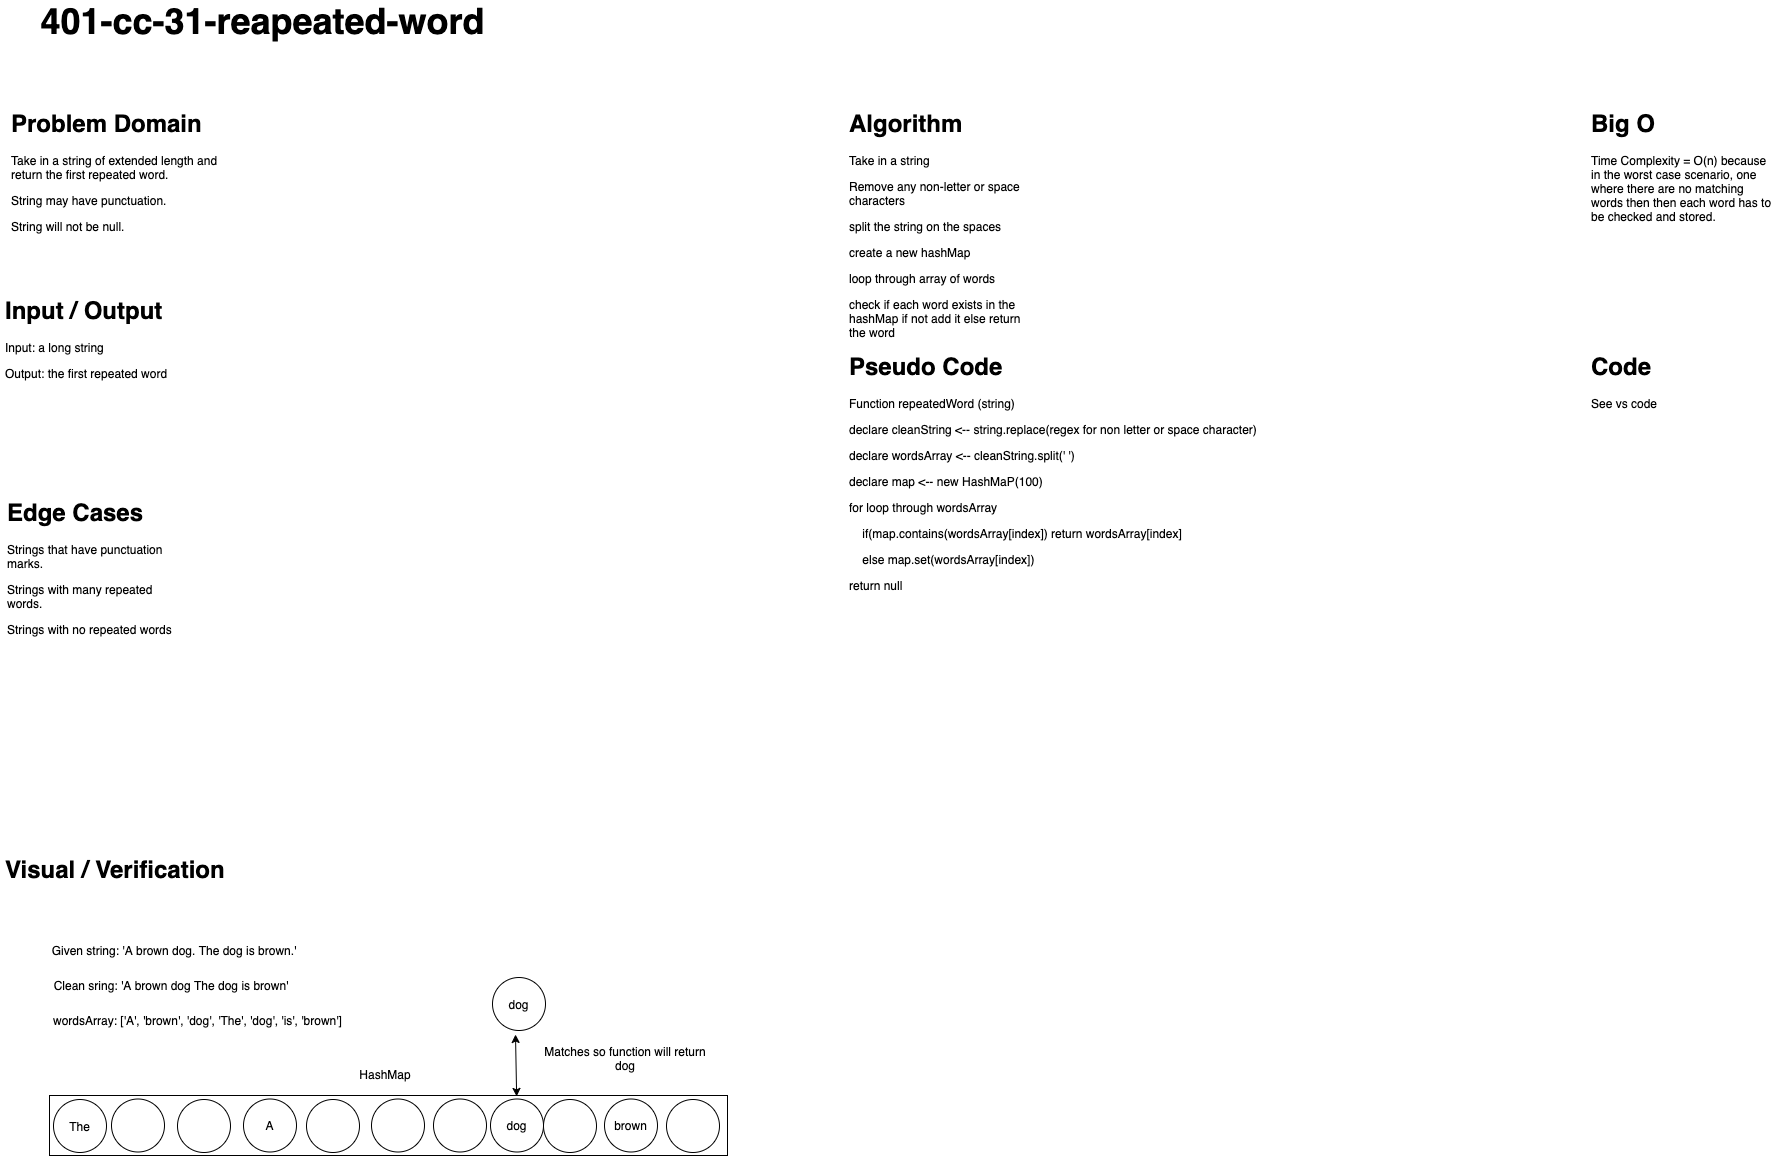 401-cc-31-reapeated-word
Problem Domain
Take in a string of extended length and
return the first repeated word.
String may have punctuation.
String will not be null.
Input / Output
Input: a long string
Output: the first repeated word
Edge Cases
Strings that have punctuation
marks.
Strings with many repeated
words.
Strings with no repeated words
Algorithm
Take in a string
Remove any non-letter or space
characters
split the string on the spaces
create a new hashMap
loop through array of words
check if each word exists in the
hashMap if not add it else return
the word
Pseudo Code
Function repeatedWord (string)
declare cleanString <-- string.replace(regex for non letter or space character)
declare wordsArray <-- cleanString.split(' ')
declare map <-- new HashMaP(100)
for loop through wordsArray
if(map.contains(wordsArray[index]) return wordsArray[index]
else map.set(wordsArray[index])
return null
Big O
Time Complexity = O(n) because
in the worst case scenario, one
where there are no matching
words then then each word has to
be checked and stored.
Code
See vs code
Visual / Verification
Given string: 'A brown dog. The dog is brown.'
Clean sring: 'A brown dog The dog is brown'
wordsArray: ['A', 'brown', 'dog', 'The', 'dog', 'is', 'brown']
dog
Matches so function will return
dog
HashMap
The
A
dog
brown